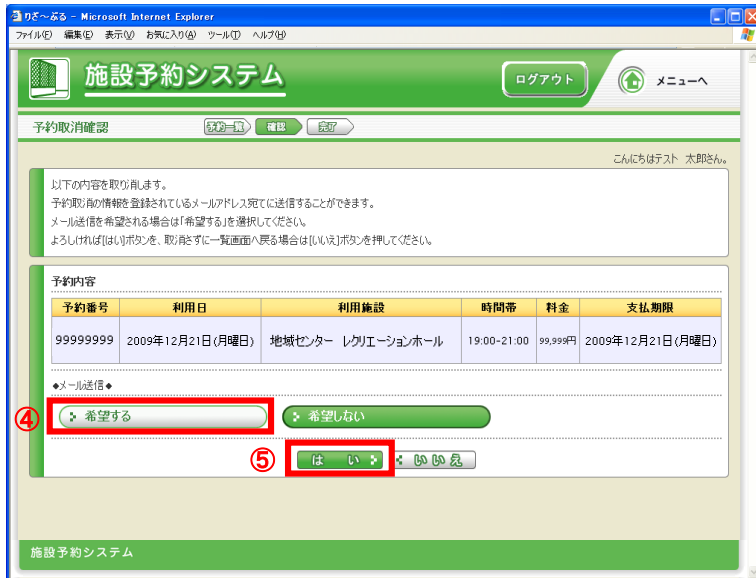 りざ～ぶる - Microsoft Internet Explorer
ファイル(F) 編集(E) 表示(V) お気に入り(A) ツール(T) ヘルプ(H)
施設予約システム
ログアウト
メニューへ
予約取消確認
予約一覧 確認 完了
こんにちはテスト 太郎さん。
以下の内容を取り消します。
予約取消の情報を登録されているメールアドレス宛てに送信することができます。
メール送信を希望される場合は「希望する」を選択してください。
よろしければ[はい]ボタンを、取消さずに一覧画面へ戻る場合は[いいえ]ボタンを押してください。
予約内容
予約番号 利用日 利用施設 時間帯 料金 支払期限
99999999 2009年12月21日(月曜日) 地域センター レクリエーションホール 19:00-21:00 99,999円 2009年12月21日(月曜日)
◆メール送信◆
④ 希望する 希望しない
⑤ はい いいえ
施設予約システム